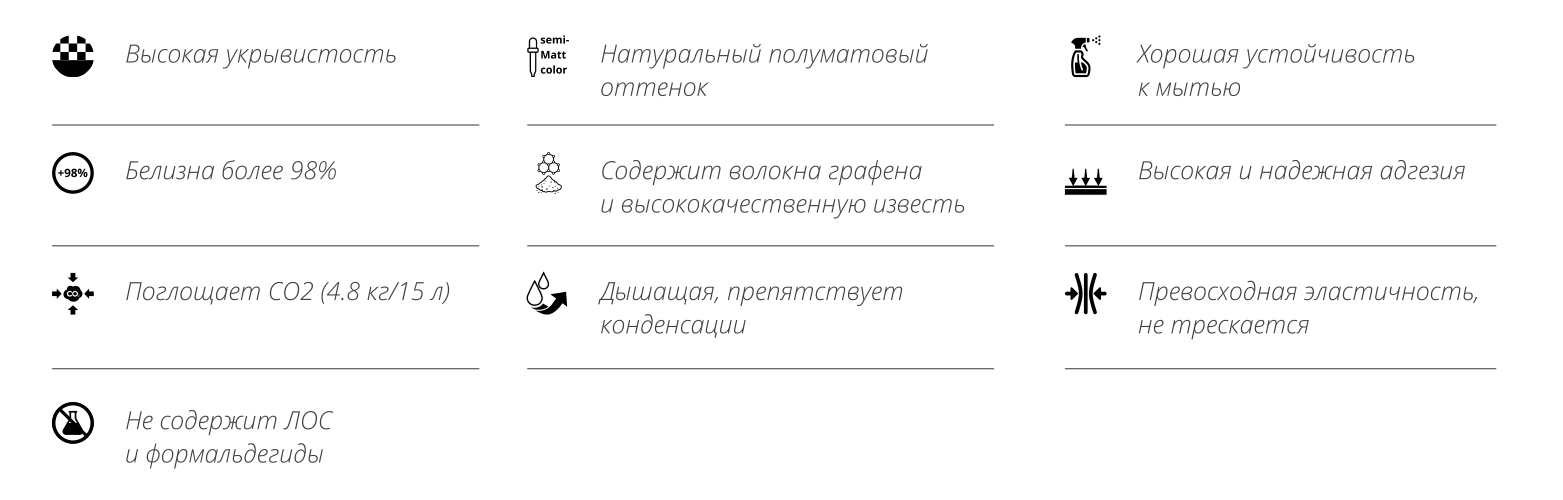 Высокая укрывистость
semi-
Matt
color
Натуральный полуматовый
оттенок
Хорошая устойчивость
к мытью
+98%
Белизна более 98%
Содержит волокна графена
и высококачественную известь
Высокая и надежная адгезия
CO
Поглощает CO2 (4.8 кг/15 л)
Дышащая, препятствует
конденсации
Превосходная эластичность,
не трескается
Не содержит ЛОС
и формальдегиды